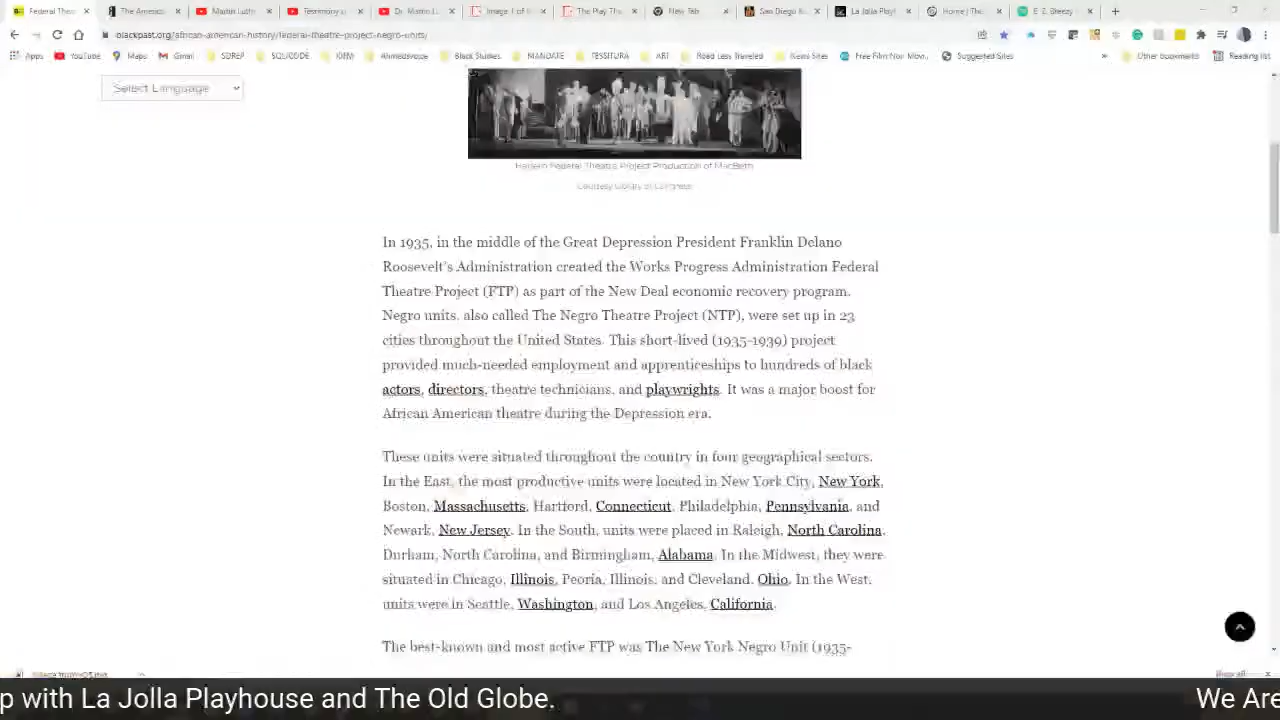 Federal Theat
The America
Martin Luth
Testimony o
Dr. Martin L
Image 1 of
The Play Th
New Tab
San Diego R
La Jolla Playl
Home | The
E. Z. Breezy
blackpast.org/african-american-history/federal-theatre-project-negro-units/
Apps YouTube Maps Gmail SDREP Black Studies MANDATE TESSITURA ART Road Less Traveled News Sites Free Film Non Suggested Sites » Other bookmarks Reading list
Select Language
Harlem Federal Theatre Project Production of MacBeth
Courtesy Library of Congress
In 1935, in the middle of the Great Depression President Franklin Delano
Roosevelt's Administration created the Works Progress Administration Federal
Theatre Project (FTP) as part of the New Deal economic recovery program.
Negro units, also called The Negro Theatre Project (NTP), were set up in 23
cities throughout the United States. This short-lived (1935-1939) project
provided much-needed employment and apprenticeships to hundreds of black
actors, directors, theatre technicians, and playwrights. It was a major boost for
African American theatre during the Depression era.
These units were situated throughout the country in four geographical sectors.
In the East, the most productive units were located in New York City, New York,
Boston, Massachusetts, Hartford, Connecticut, Philadelphia, Pennsylvania, and
Newark, New Jersey. In the South, units were placed in Raleigh, North Carolina,
Durham, North Carolina, and Birmingham, Alabama. In the Midwest, they were
situated in Chicago, Illinois, Peoria, Illinois, and Cleveland, Ohio. In the West,
units were in Seattle, Washington, and Los Angeles, California.
The best-known and most active FTP was The New York Negro Unit (1935-
Show all
p with La Jolla Playhouse and The Old Globe. We Are